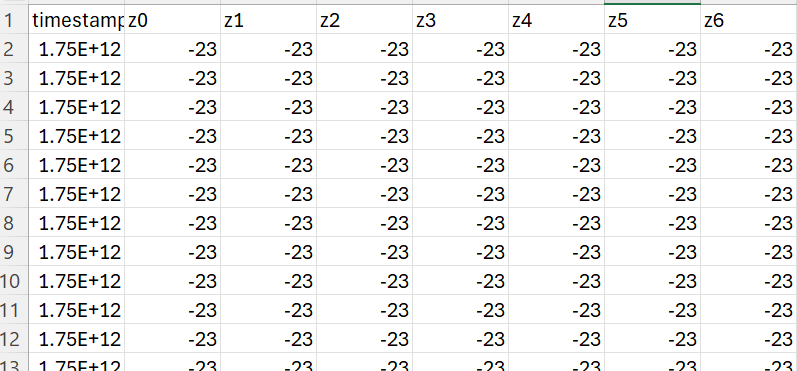 1 timestamp z0 z1 z2 z3 z4 z5 z6
2 1.75E+12 -23 -23 -23 -23 -23 -23 -23
3 1.75E+12 -23 -23 -23 -23 -23 -23 -23
4 1.75E+12 -23 -23 -23 -23 -23 -23 -23
5 1.75E+12 -23 -23 -23 -23 -23 -23 -23
6 1.75E+12 -23 -23 -23 -23 -23 -23 -23
7 1.75E+12 -23 -23 -23 -23 -23 -23 -23
8 1.75E+12 -23 -23 -23 -23 -23 -23 -23
9 1.75E+12 -23 -23 -23 -23 -23 -23 -23
10 1.75E+12 -23 -23 -23 -23 -23 -23 -23
11 1.75E+12 -23 -23 -23 -23 -23 -23 -23
12 1.75E+12 -23 -23 -23 -23 -23 -23 -23
13 1.75E+12 -23 -23 -23 -23 -23 -23 -23